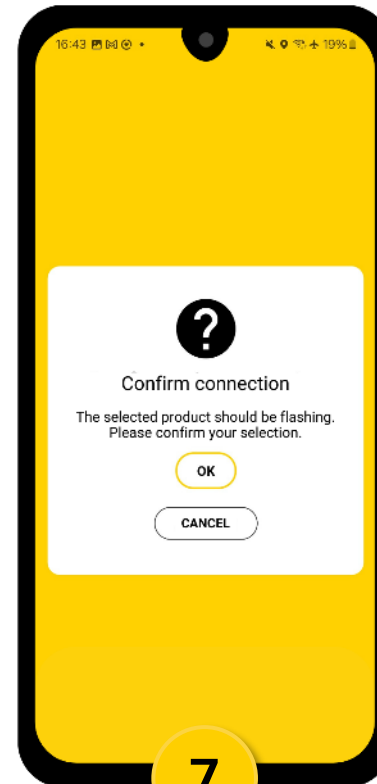 16:43
19%
?
Confirm connection
The selected product should be flashing.
Please confirm your selection.
OK
CANCEL
7